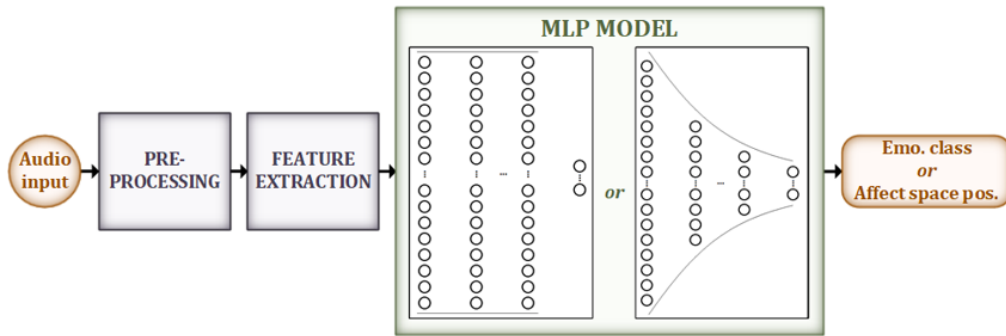 MLP MODEL
Audio
input
PRE-
PROCESSING
FEATURE
EXTRACTION
...
or
...
Emo. class
or
Affect space pos.